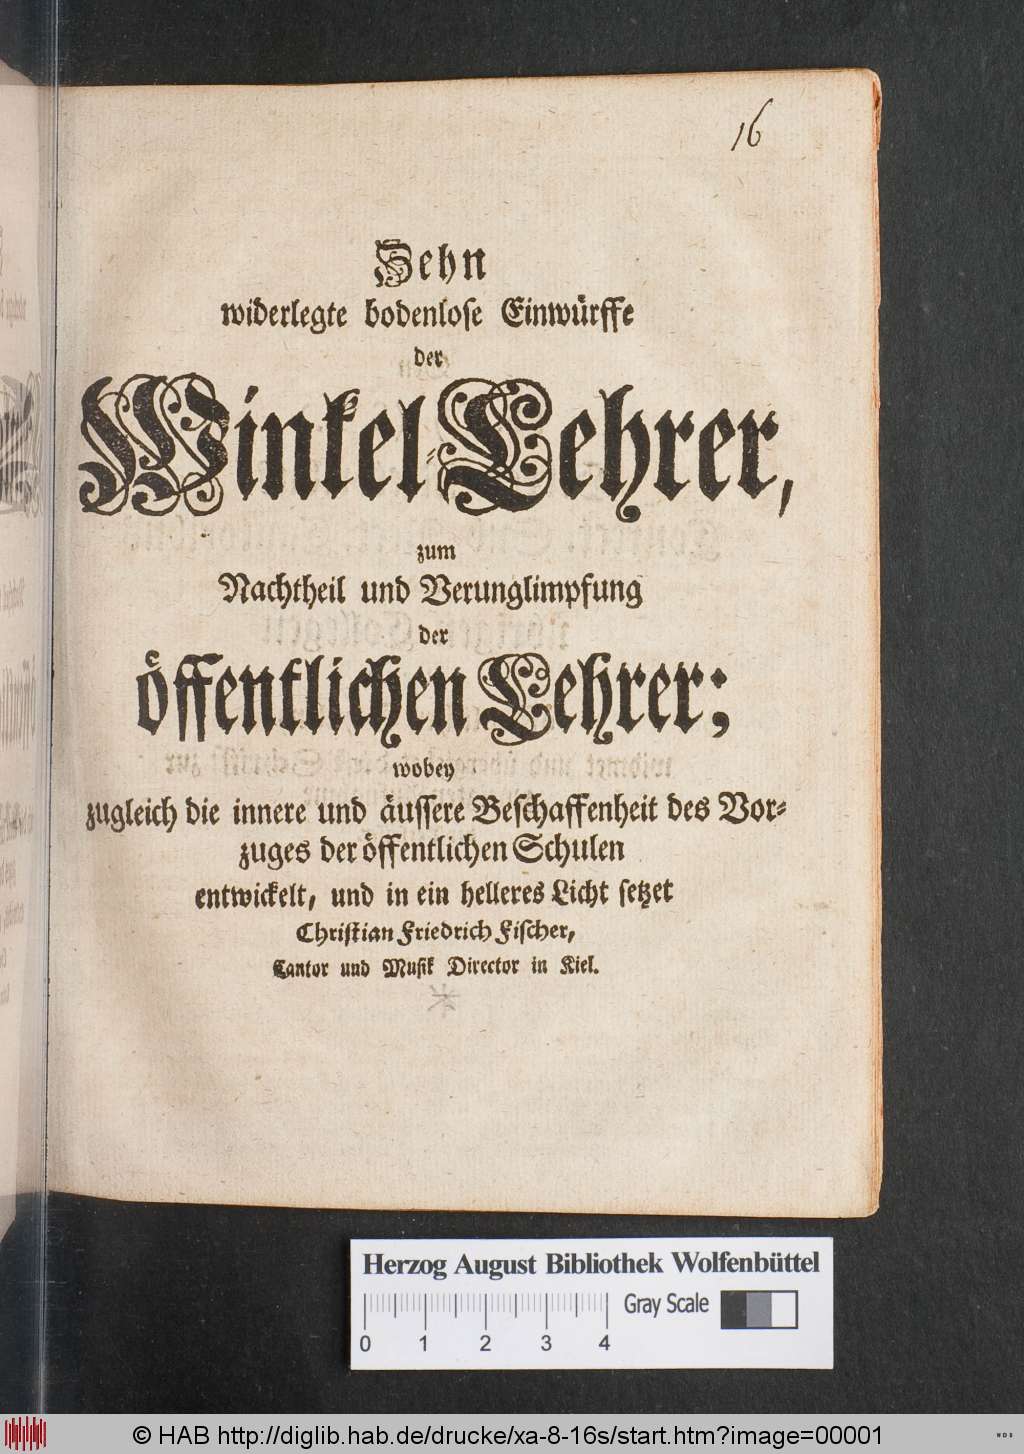 16
Zehn
widerlegte bodenlose Einwürffe
der
Winkel-Lehrer,
zum
Nachtheil und Verunglimpfung
der
öffentlichen Lehrer;
wobey
zugleich die innere und äussere Beschaffenheit des Vor-
zuges der öffentlichen Schulen
entwickelt, und in ein helleres Licht setzet
Christian Friedrich Fischer,
Cantor und Musik Director in Kiel.
Herzog August Bibliothek Wolfenbüttel
Gray Scale
0 1 2 3 4
© HAB http://diglib.hab.de/drucke/xa-8-16s/start.htm?image=00001